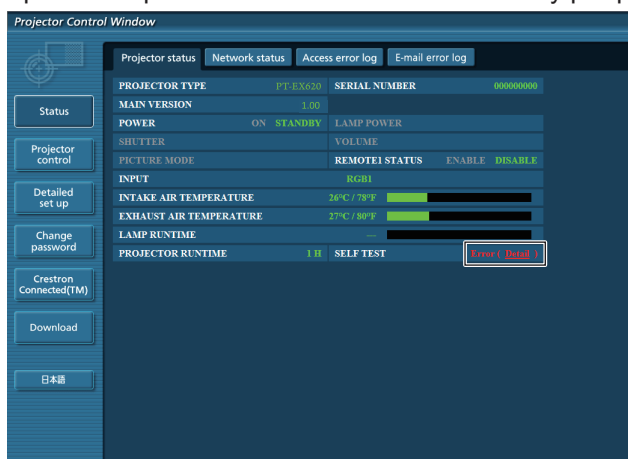 Projector Control Window
Projector status Network status Access error log E-mail error log
Status
Projector
control
Detailed
set up
Change
password
Crestron
Connected(TM)
Download
日本語
PROJECTOR TYPE PT-EX620 SERIAL NUMBER 000000000
MAIN VERSION 1.00
POWER ON STANDBY LAMP POWER
SHUTTER VOLUME
PICTURE MODE REMOTE1 STATUS ENABLE DISABLE
INPUT RGB1
INTAKE AIR TEMPERATURE 26°C / 78°F
EXHAUST AIR TEMPERATURE 27°C / 80°F
LAMP RUNTIME ---
PROJECTOR RUNTIME 1 H SELF TEST Error ( Detail )